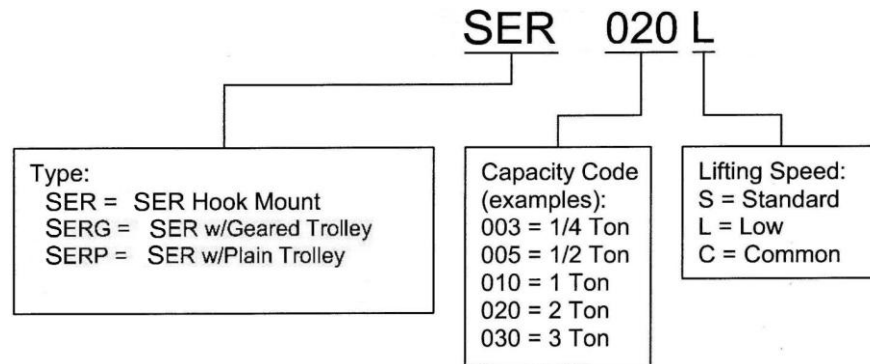 SER 020 L
Type:
SER = SER Hook Mount
SERG = SER w/Geared Trolley
SERP = SER w/Plain Trolley
Capacity Code
(examples):
003 = 1/4 Ton
005 = 1/2 Ton
010 = 1 Ton
020 = 2 Ton
030 = 3 Ton
Lifting Speed:
S = Standard
L = Low
C = Common